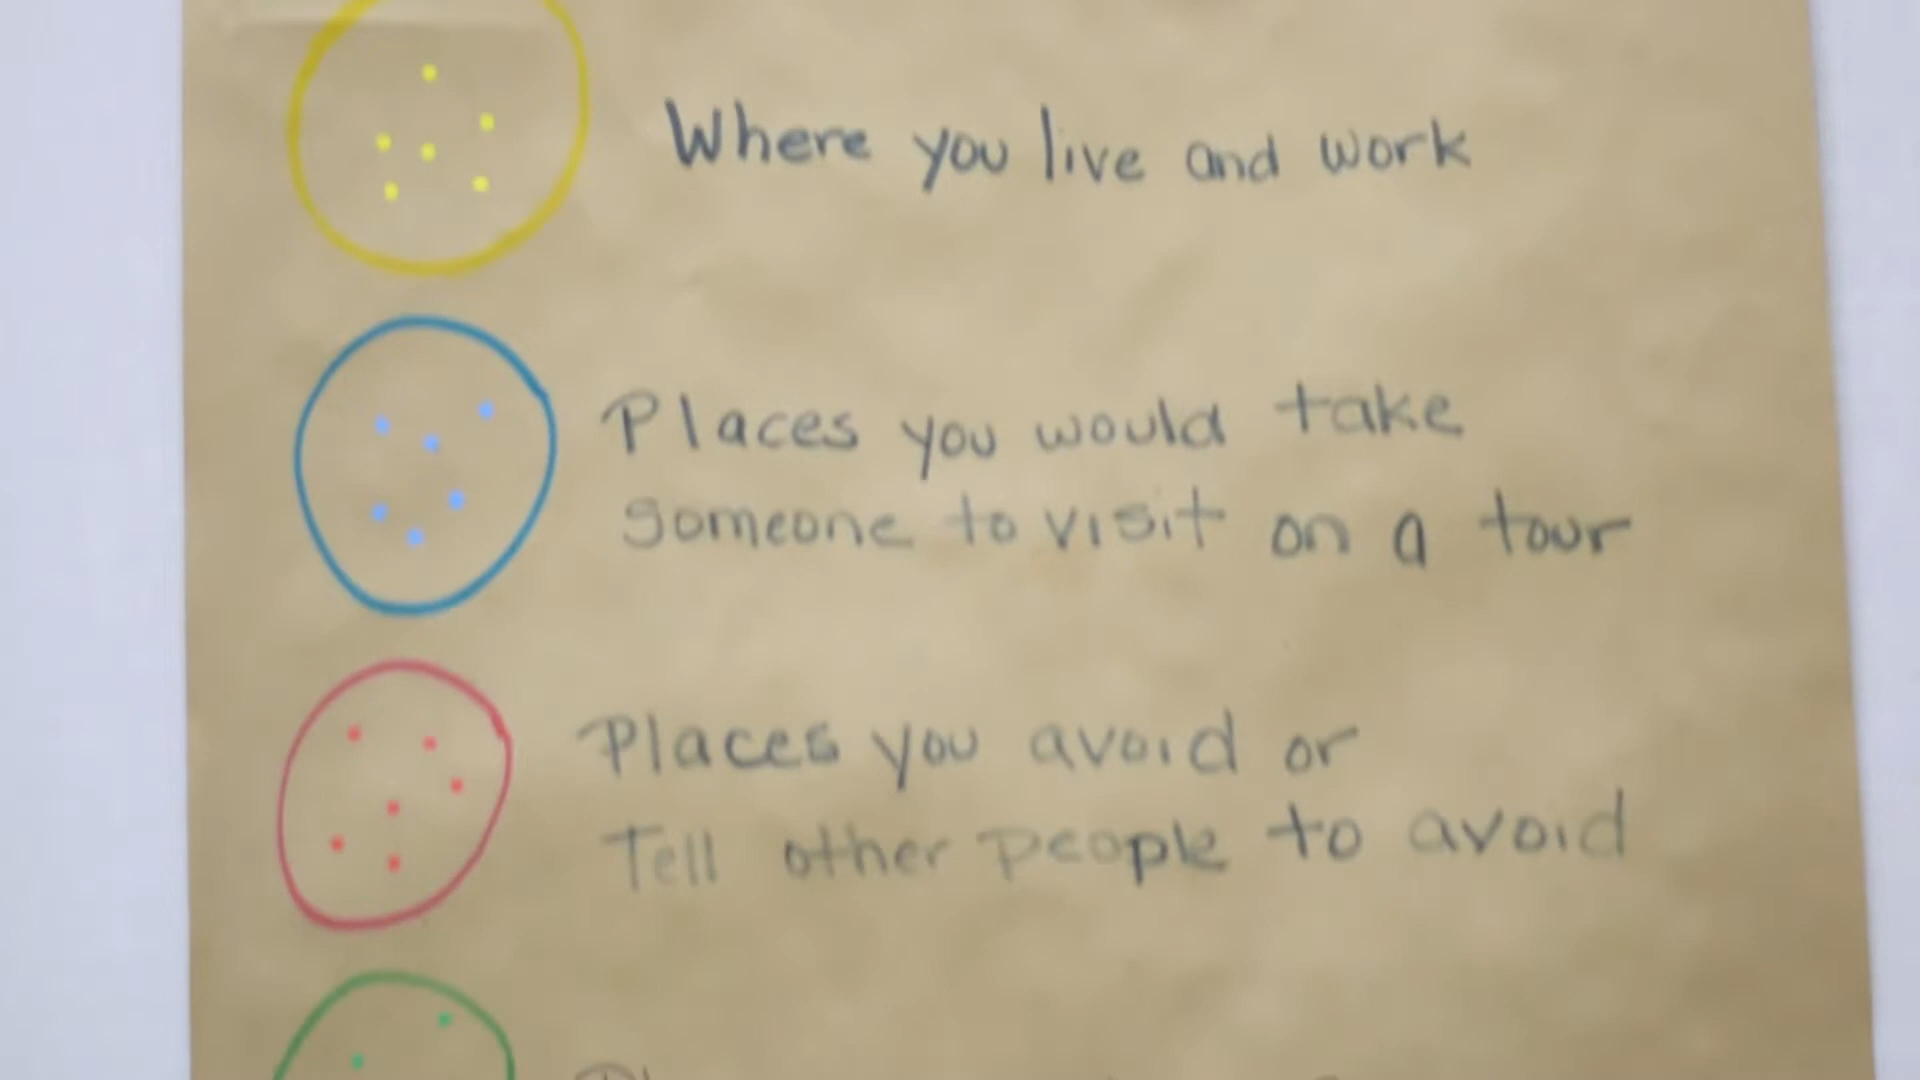 Where you live and work
Places you would take
someone to visit on a tour
Places you avoid or
Tell other people to avoid